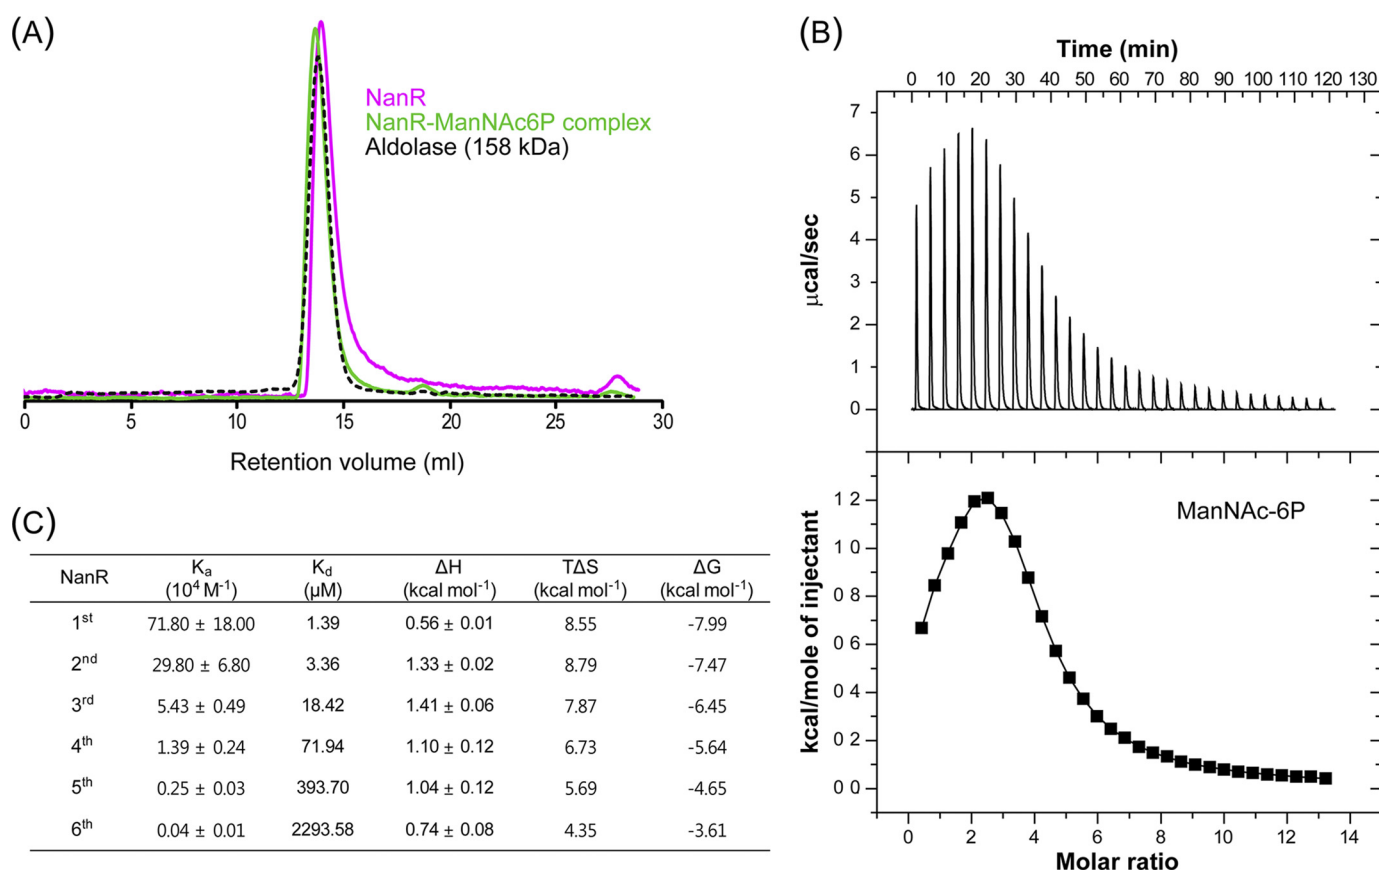 (A)
NanR
NanR-ManNAc6P complex
Aldolase (158 kDa)
0 5 10 15 20 25 30
Retention volume (ml)
(B)
Time (min)
0 10 20 30 40 50 60 70 80 90 100 110 120 130
7
6
5
4
3
2
1
0
µcal/sec
1 2
1 0
0 8
0 6
0 4
0 2
0 0
kcal/mole of injectant
ManNAc-6P
0 2 4 6 8 10 12 14
Molar ratio
(C)
NanR Ka (10⁴ M⁻¹) Kd (µM) ΔH (kcal mol⁻¹) TΔS (kcal mol⁻¹) ΔG (kcal mol⁻¹)
1st 71.80 ± 18.00 1.39 0.56 ± 0.01 8.55 -7.99
2nd 29.80 ± 6.80 3.36 1.33 ± 0.02 8.79 -7.47
3rd 5.43 ± 0.49 18.42 1.41 ± 0.06 7.87 -6.45
4th 1.39 ± 0.24 71.94 1.10 ± 0.12 6.73 -5.64
5th 0.25 ± 0.03 393.70 1.04 ± 0.12 5.69 -4.65
6th 0.04 ± 0.01 2293.58 0.74 ± 0.08 4.35 -3.61